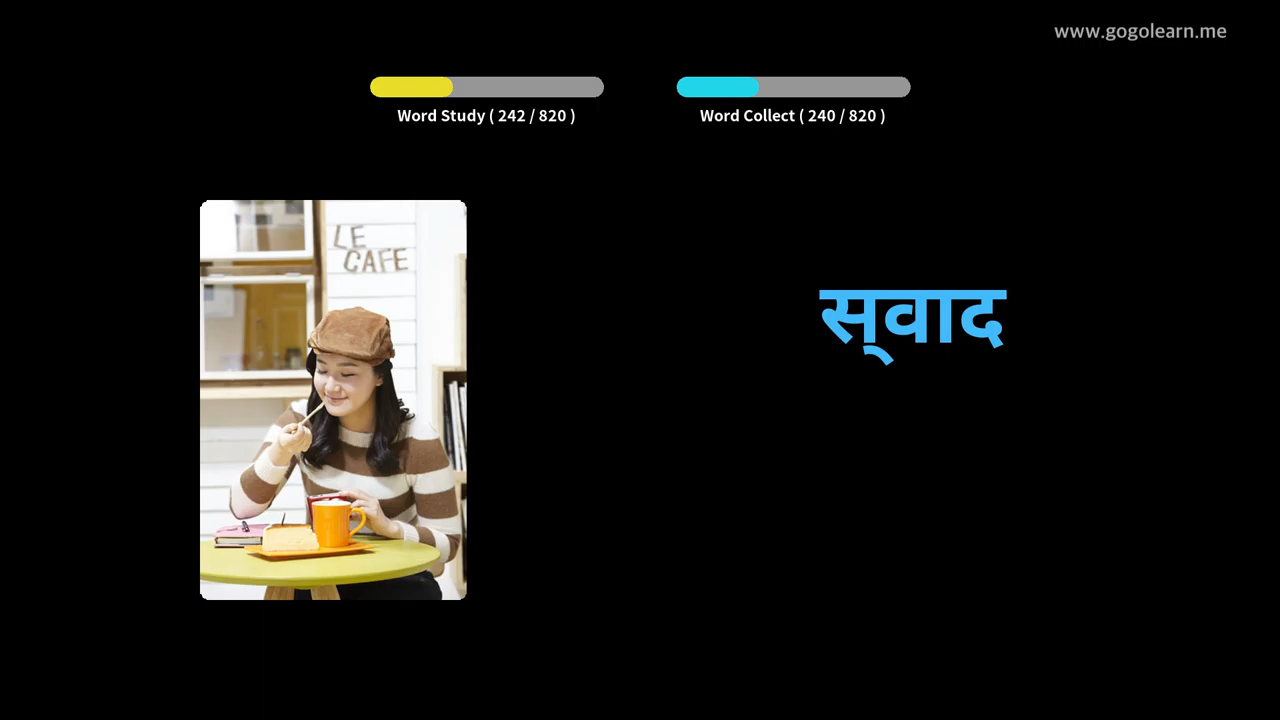 www.gogolearn.me
Word Study ( 242 / 820 )
Word Collect ( 240 / 820 )
LE
CAFE
स्‌वाद